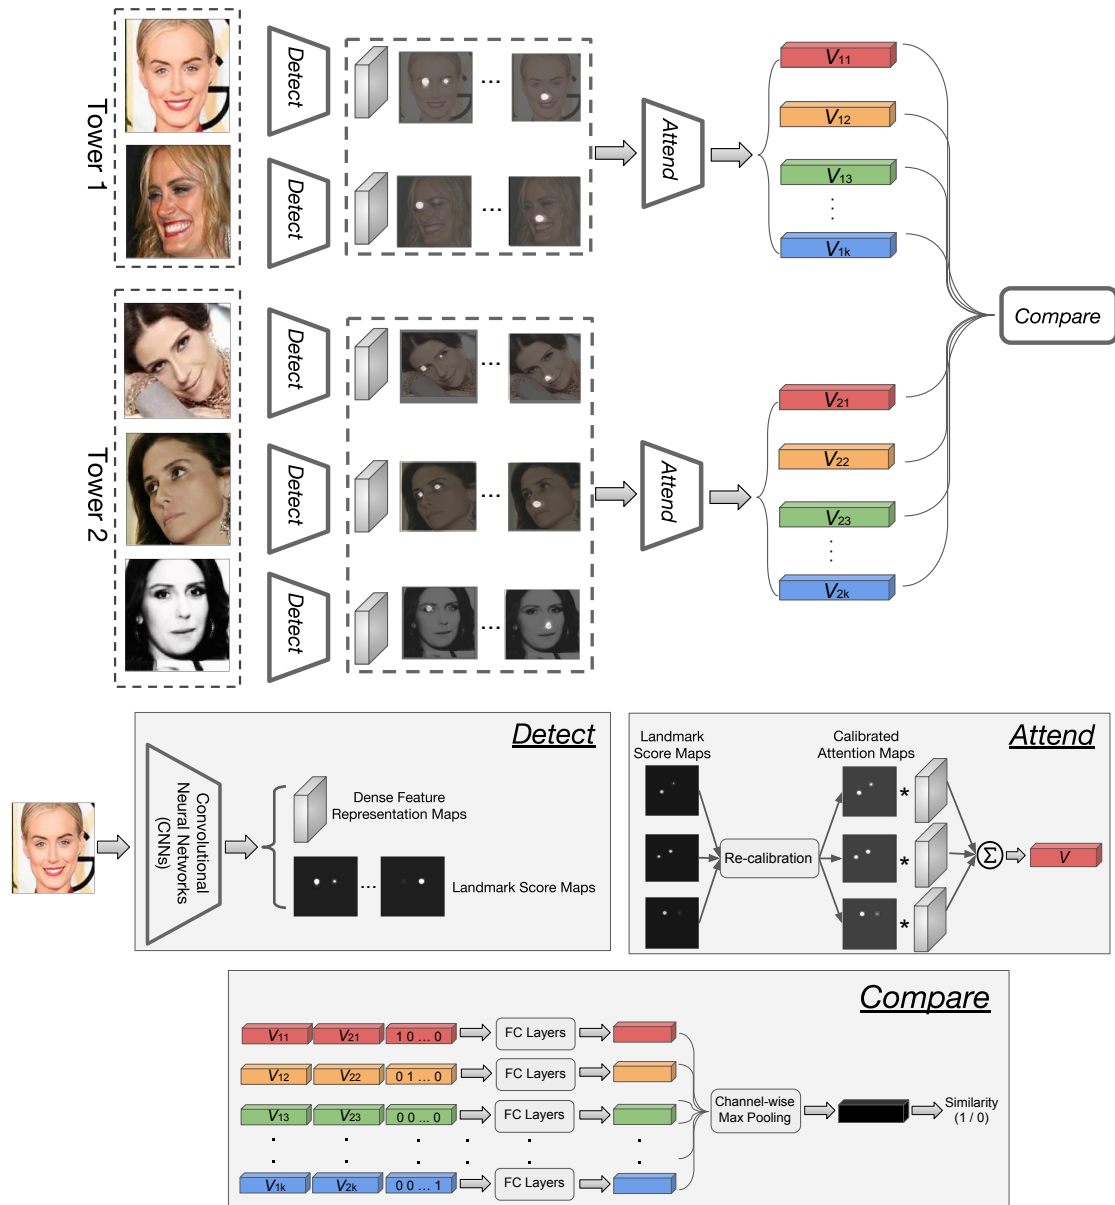 Tower 1
Detect
...
Detect
...
Attend
V11
V12
V13
V1k
Tower 2
Detect
...
Detect
...
Detect
...
Attend
V21
V22
V23
V2k
Compare
Detect
Convolutional
Neural Networks
(CNNs)
Dense Feature
Representation Maps
...
Landmark Score Maps
Attend
Landmark
Score Maps
Calibrated
Attention Maps
Re-calibration
*
*
*
Σ
V
Compare
V11 V21 1 0 ... 0 FC Layers
V12 V22 0 1 ... 0 FC Layers
V13 V23 0 0 ... 0 FC Layers
V1k V2k 0 0 ... 1 FC Layers
Channel-wise
Max Pooling
Similarity
(1 / 0)